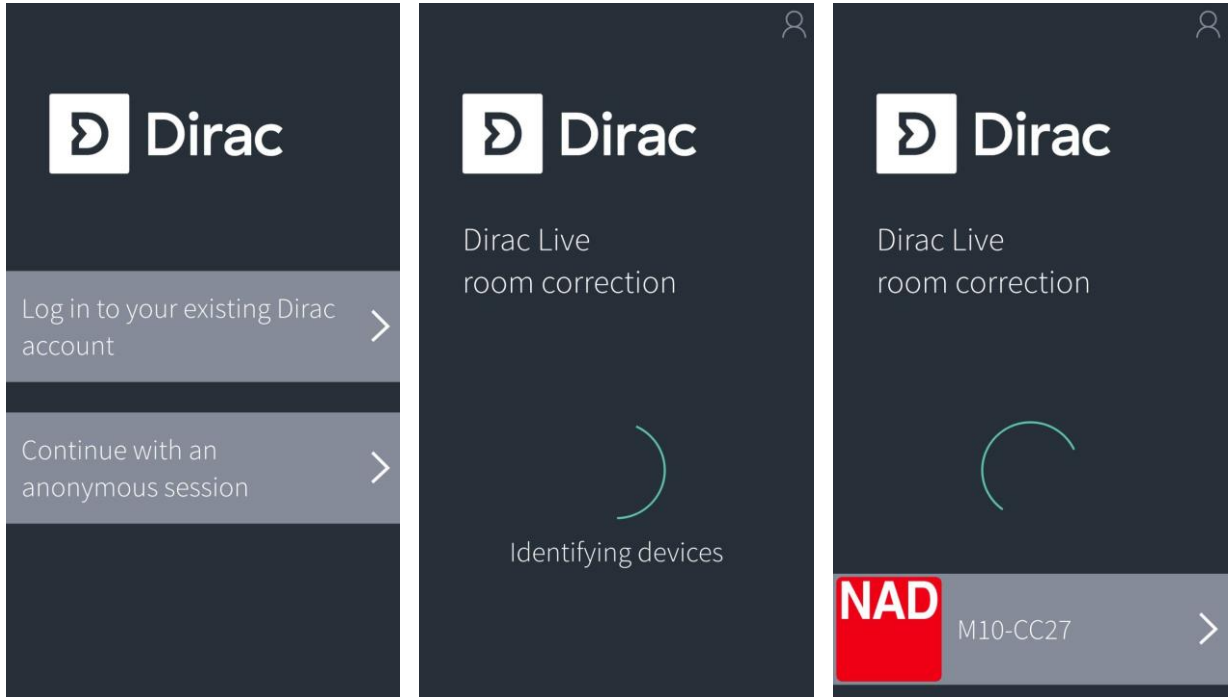 Dirac
Log in to your existing Dirac
account
Continue with an
anonymous session
Dirac
Dirac Live
room correction
Identifying devices
Dirac
Dirac Live
room correction
NAD
M10-CC27